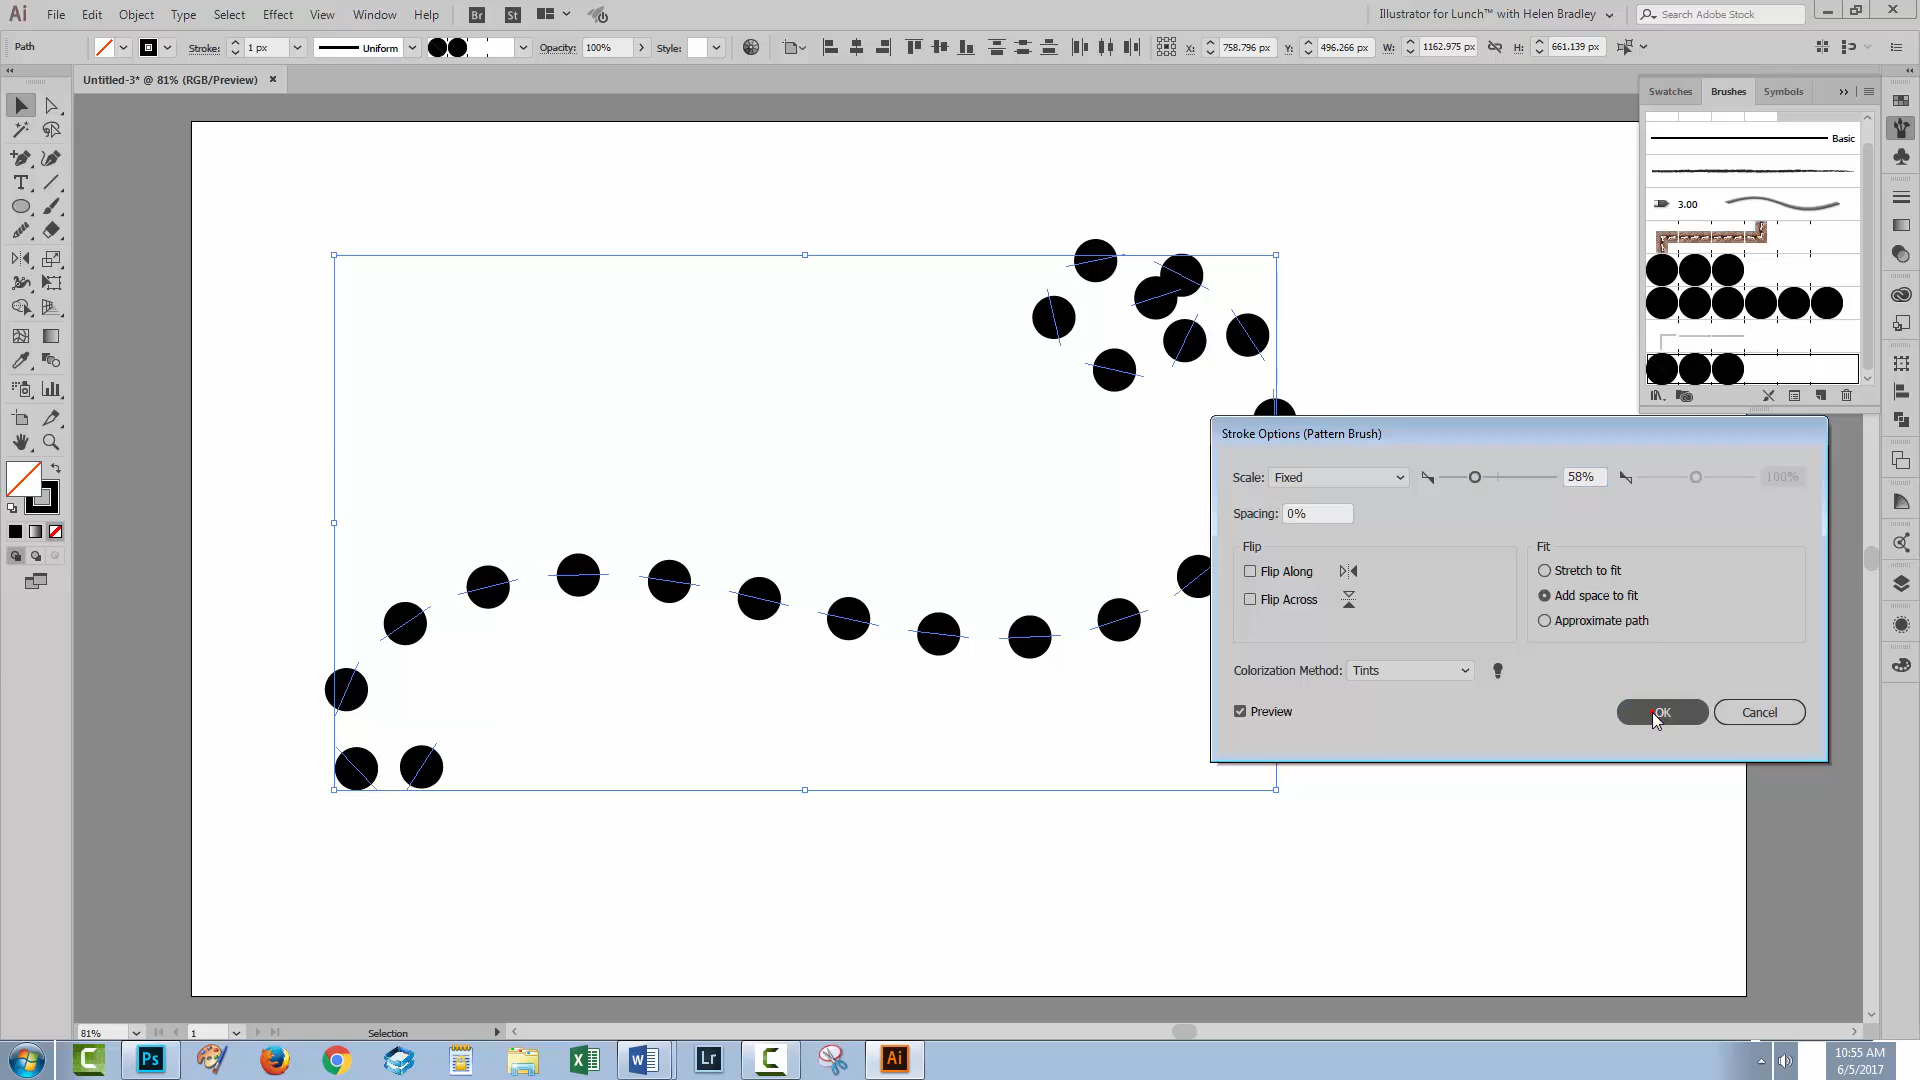 Ai File Edit Object Type Select Effect View Window Help Br St Illustrator for Lunch™ with Helen Bradley Search Adobe Stock
Path Stroke: 1 px Uniform Opacity: 100% Style: X: 758.796 px Y: 496.266 px W: 1162.975 px H: 661.139 px
Untitled-3* @ 81% (RGB/Preview)
Swatches Brushes Symbols
Basic
3.00
Stroke Options (Pattern Brush)
Scale: Fixed 58% 100%
Spacing: 0%
Flip Fit
Flip Along Stretch to fit
Flip Across Add space to fit
Approximate path
Colorization Method: Tints
Preview OK Cancel
81% 1 Selection
Ps Lr Ai
10:55 AM
6/5/2017